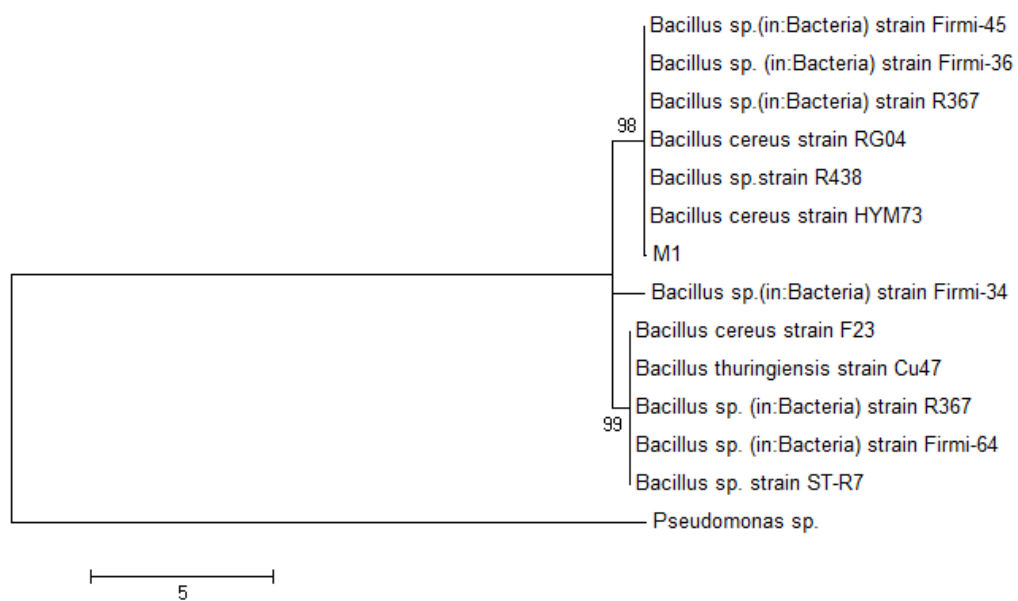 Bacillus sp.(in:Bacteria) strain Firmi-45
Bacillus sp. (in:Bacteria) strain Firmi-36
Bacillus sp.(in:Bacteria) strain R367
98
Bacillus cereus strain RG04
Bacillus sp.strain R438
Bacillus cereus strain HYM73
M1
Bacillus sp.(in:Bacteria) strain Firmi-34
Bacillus cereus strain F23
Bacillus thuringiensis strain Cu47
Bacillus sp. (in:Bacteria) strain R367
99
Bacillus sp. (in:Bacteria) strain Firmi-64
Bacillus sp. strain ST-R7
Pseudomonas sp.
5